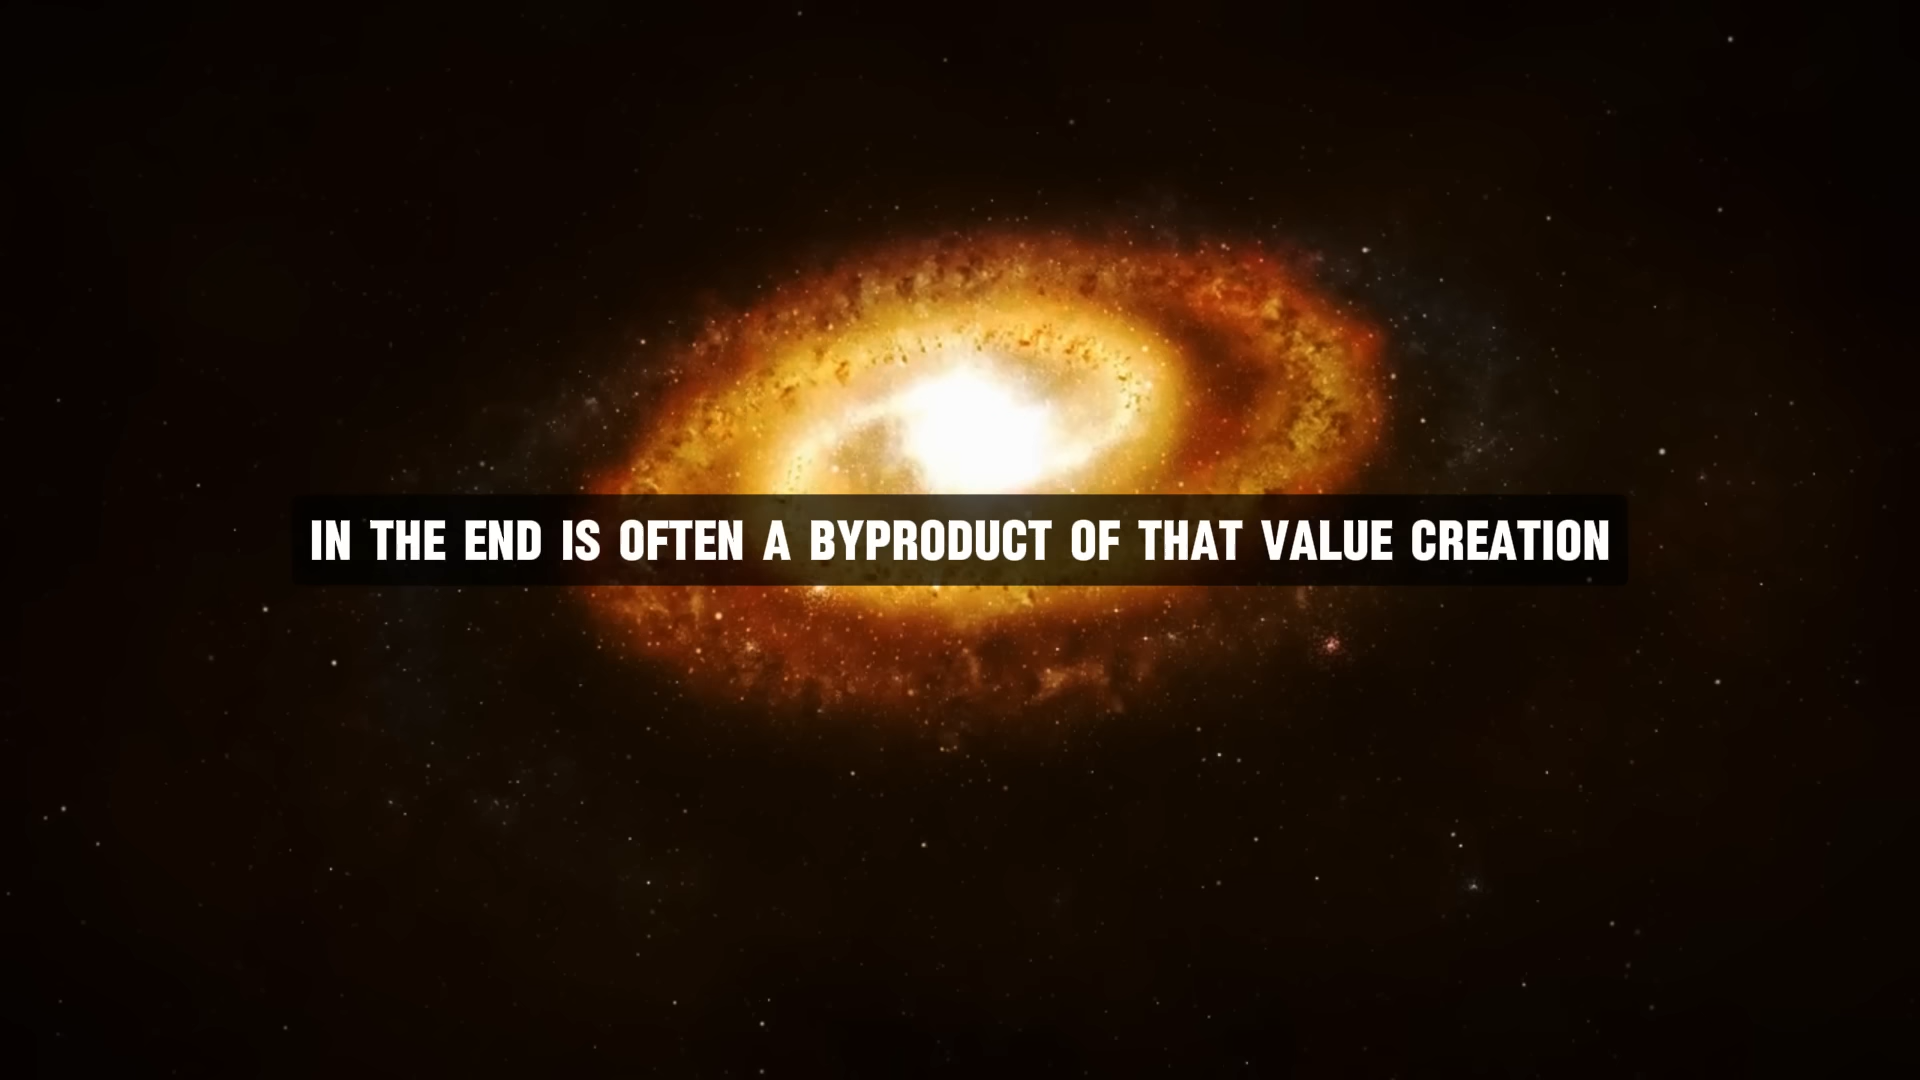 IN THE END IS OFTEN A BYPRODUCT OF THAT VALUE CREATION